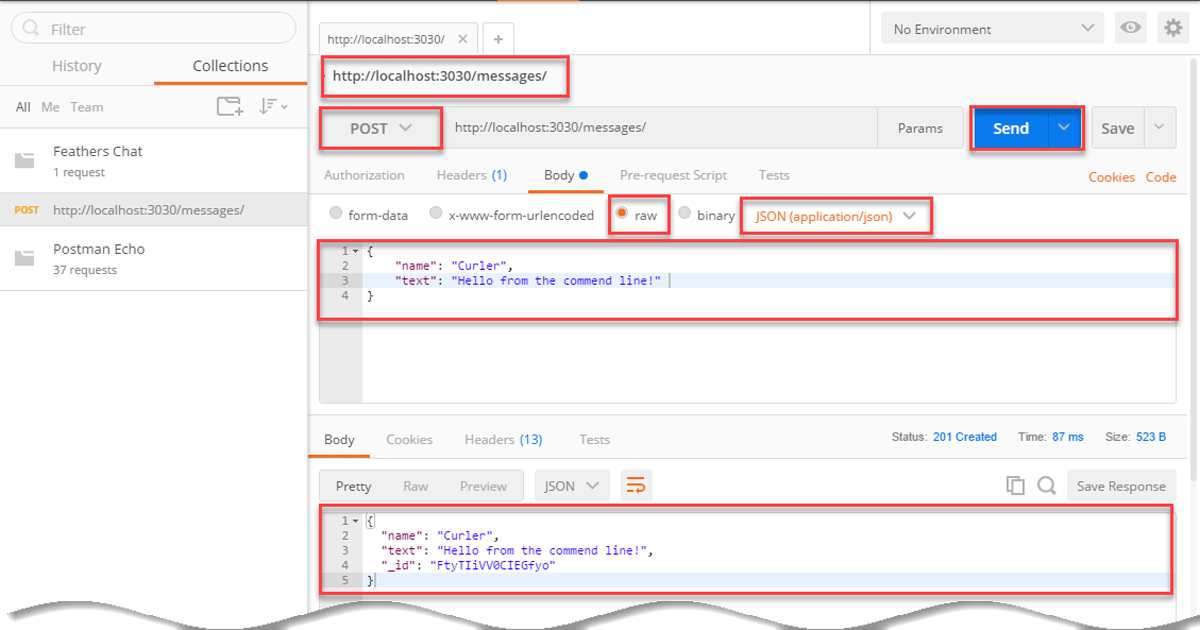 Filter
History Collections
All Me Team
Feathers Chat
1 request
POST http://localhost:3030/messages/
Postman Echo
37 requests
http://localhost:3030/ × +
No Environment
http://localhost:3030/messages/
POST http://localhost:3030/messages/ Params Send Save
Authorization Headers (1) Body Pre-request Script Tests Cookies Code
form-data x-www-form-urlencoded raw binary JSON (application/json)
1 {
2 "name": "Curler",
3 "text": "Hello from the commend line!"
4 }
Body Cookies Headers (13) Tests Status: 201 Created Time: 87 ms Size: 523 B
Pretty Raw Preview JSON Save Response
1 {
2 "name": "Curler",
3 "text": "Hello from the commend line!",
4 "_id": "FtyTIiVV0CIEGfyo"
5 }